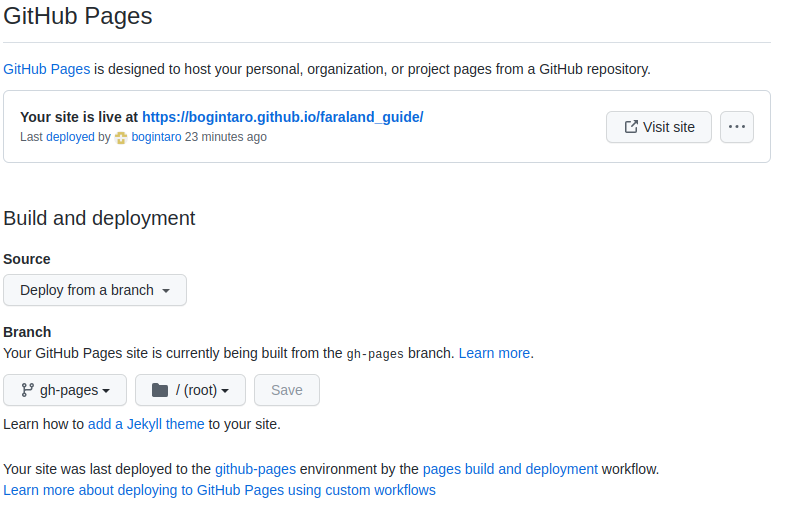 GitHub Pages
GitHub Pages is designed to host your personal, organization, or project pages from a GitHub repository.
Your site is live at https://bogintaro.github.io/faraland_guide/
Last deployed by bogintaro 23 minutes ago
Visit site
Build and deployment
Source
Deploy from a branch
Branch
Your GitHub Pages site is currently being built from the gh-pages branch. Learn more.
gh-pages / (root) Save
Learn how to add a Jekyll theme to your site.
Your site was last deployed to the github-pages environment by the pages build and deployment workflow.
Learn more about deploying to GitHub Pages using custom workflows